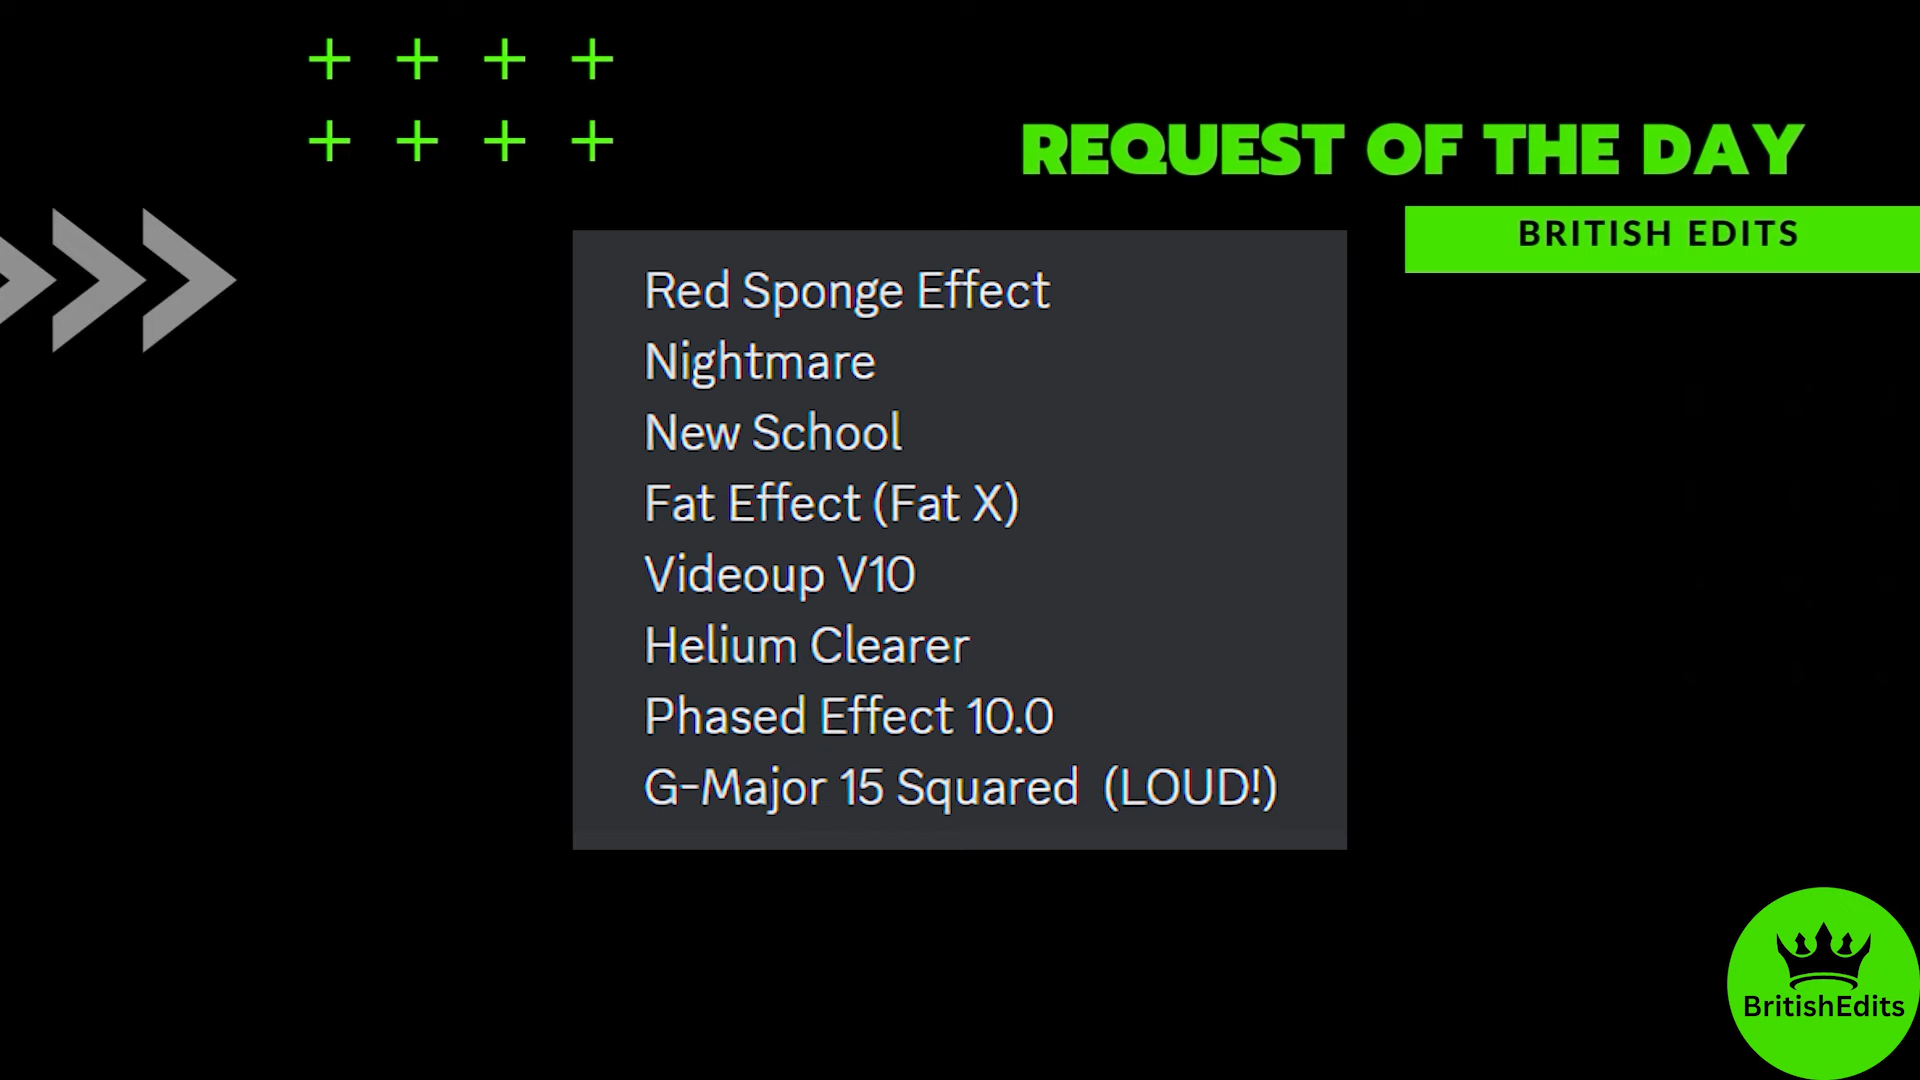 REQUEST OF THE DAY
BRITISH EDITS
Red Sponge Effect
Nightmare
New School
Fat Effect (Fat X)
Videoup V10
Helium Clearer
Phased Effect 10.0
G-Major 15 Squared (LOUD!)
BritishEdits